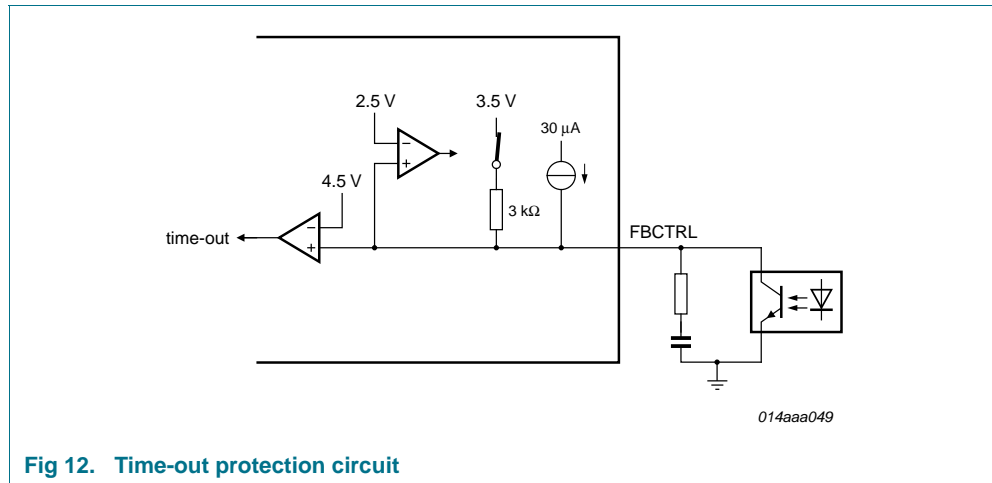 2.5 V
3.5 V
30 μA
4.5 V
3 kΩ
time-out
FBCTRL
014aaa049
Fig 12. Time-out protection circuit